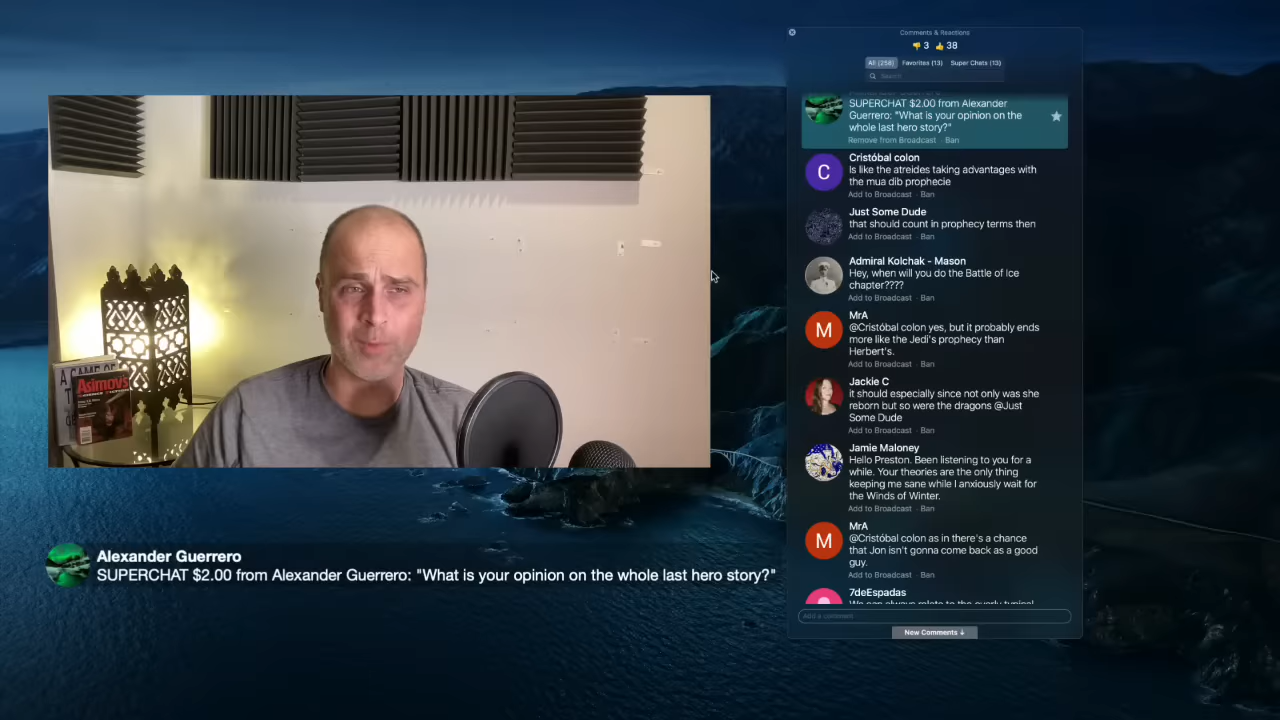 Comments & Reactions
3 38
All (258) Favorites (13) Super Chats (13)
Search
SUPERCHAT $2.00 from Alexander
Guerrero: "What is your opinion on the
whole last hero story?"
Remove from Broadcast · Ban
Cristóbal colon
Is like the atreides taking advantages with
the mua dib prophecie
Add to Broadcast · Ban
Just Some Dude
that should count in prophecy terms then
Add to Broadcast · Ban
Admiral Kolchak - Mason
Hey, when will you do the Battle of Ice
chapter????
Add to Broadcast · Ban
M
MrA
@Cristóbal colon yes, but it probably ends
more like the Jedi's prophecy than
Herbert's.
Add to Broadcast · Ban
Jackie C
it should especially since not only was she
reborn but so were the dragons @Just
Some Dude
Add to Broadcast · Ban
Jamie Maloney
Hello Preston. Been listening to you for a
while. Your theories are the only thing
keeping me sane while I anxiously wait for
the Winds of Winter.
Add to Broadcast · Ban
M
MrA
@Cristóbal colon as in there's a chance
that Jon isn't gonna come back as a good
guy.
Add to Broadcast · Ban
7deEspadas
Add a comment
New Comments ↓
C
A GAME OF
Asimov's
Alexander Guerrero
SUPERCHAT $2.00 from Alexander Guerrero: "What is your opinion on the whole last hero story?"